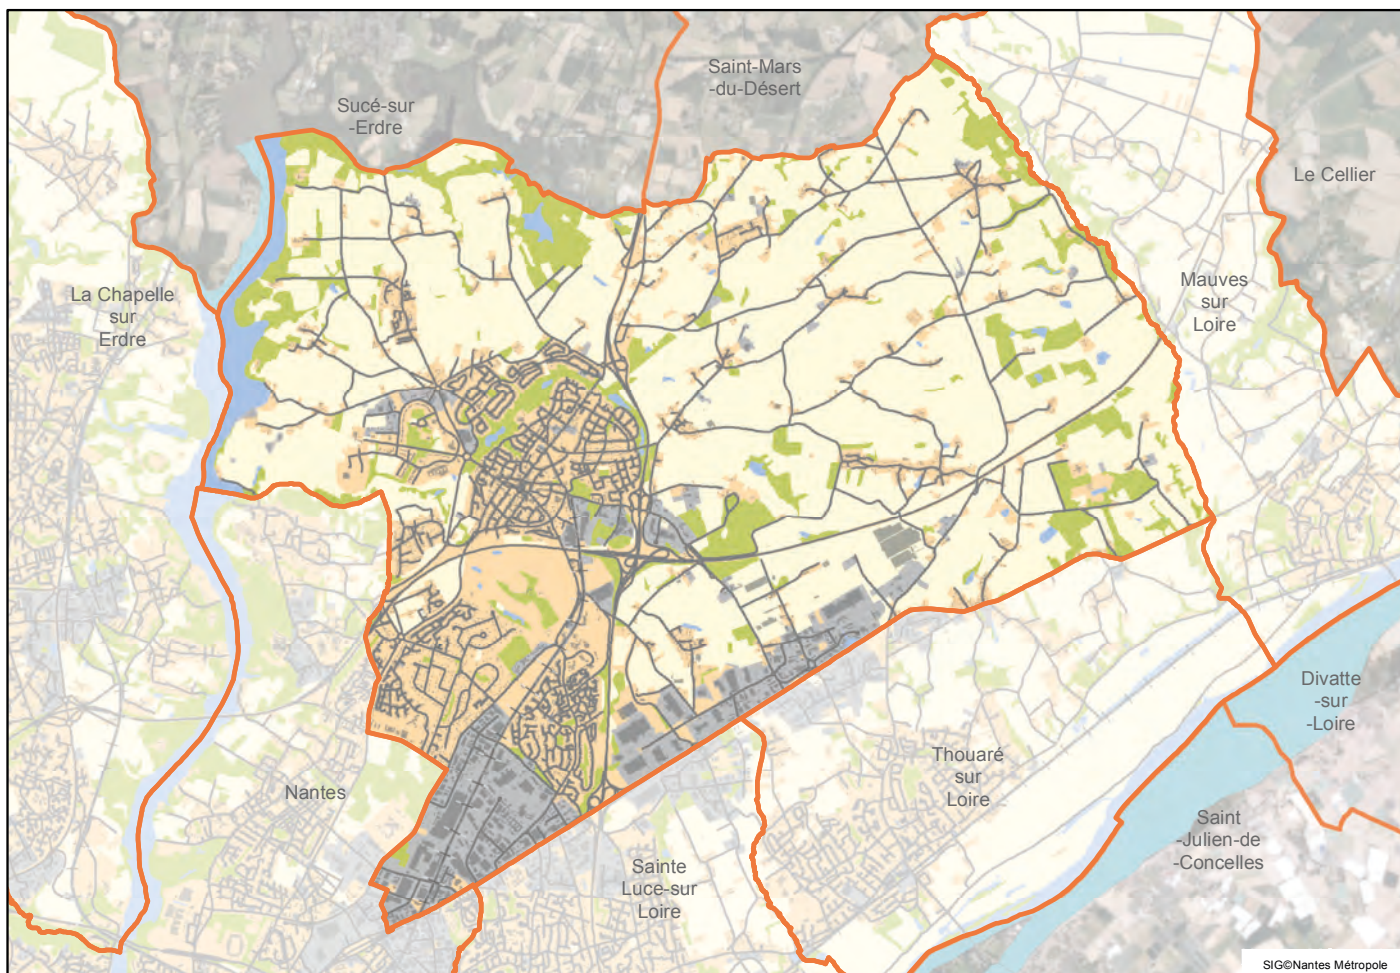 Saint-Mars
-du-Désert
Sucé-sur
-Erdre
Le Cellier
La Chapelle
sur
Erdre
Mauves
sur
Loire
Divatte
-sur
-Loire
Thouaré
sur
Loire
Nantes
Saint
-Julien-de
-Concelles
Sainte
Luce-sur
Loire
SIG©Nantes Métropole